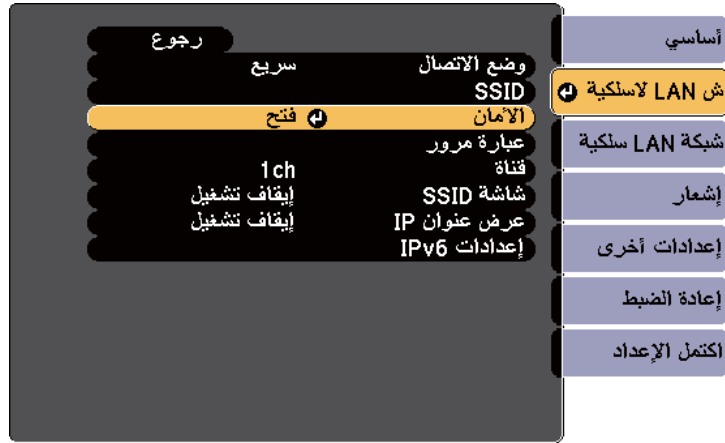 أساسي
ش LAN لاسلكية
شبكة LAN سلكية
إشعار
إعدادات أخرى
إعادة الضبط
اكتمل الإعداد
رجوع
وضع الاتصال سريع
SSID
الأمان فتح
عبارة مرور
قناة 1ch
شاشة SSID إيقاف تشغيل
عرض عنوان IP إيقاف تشغيل
إعدادات IPv6